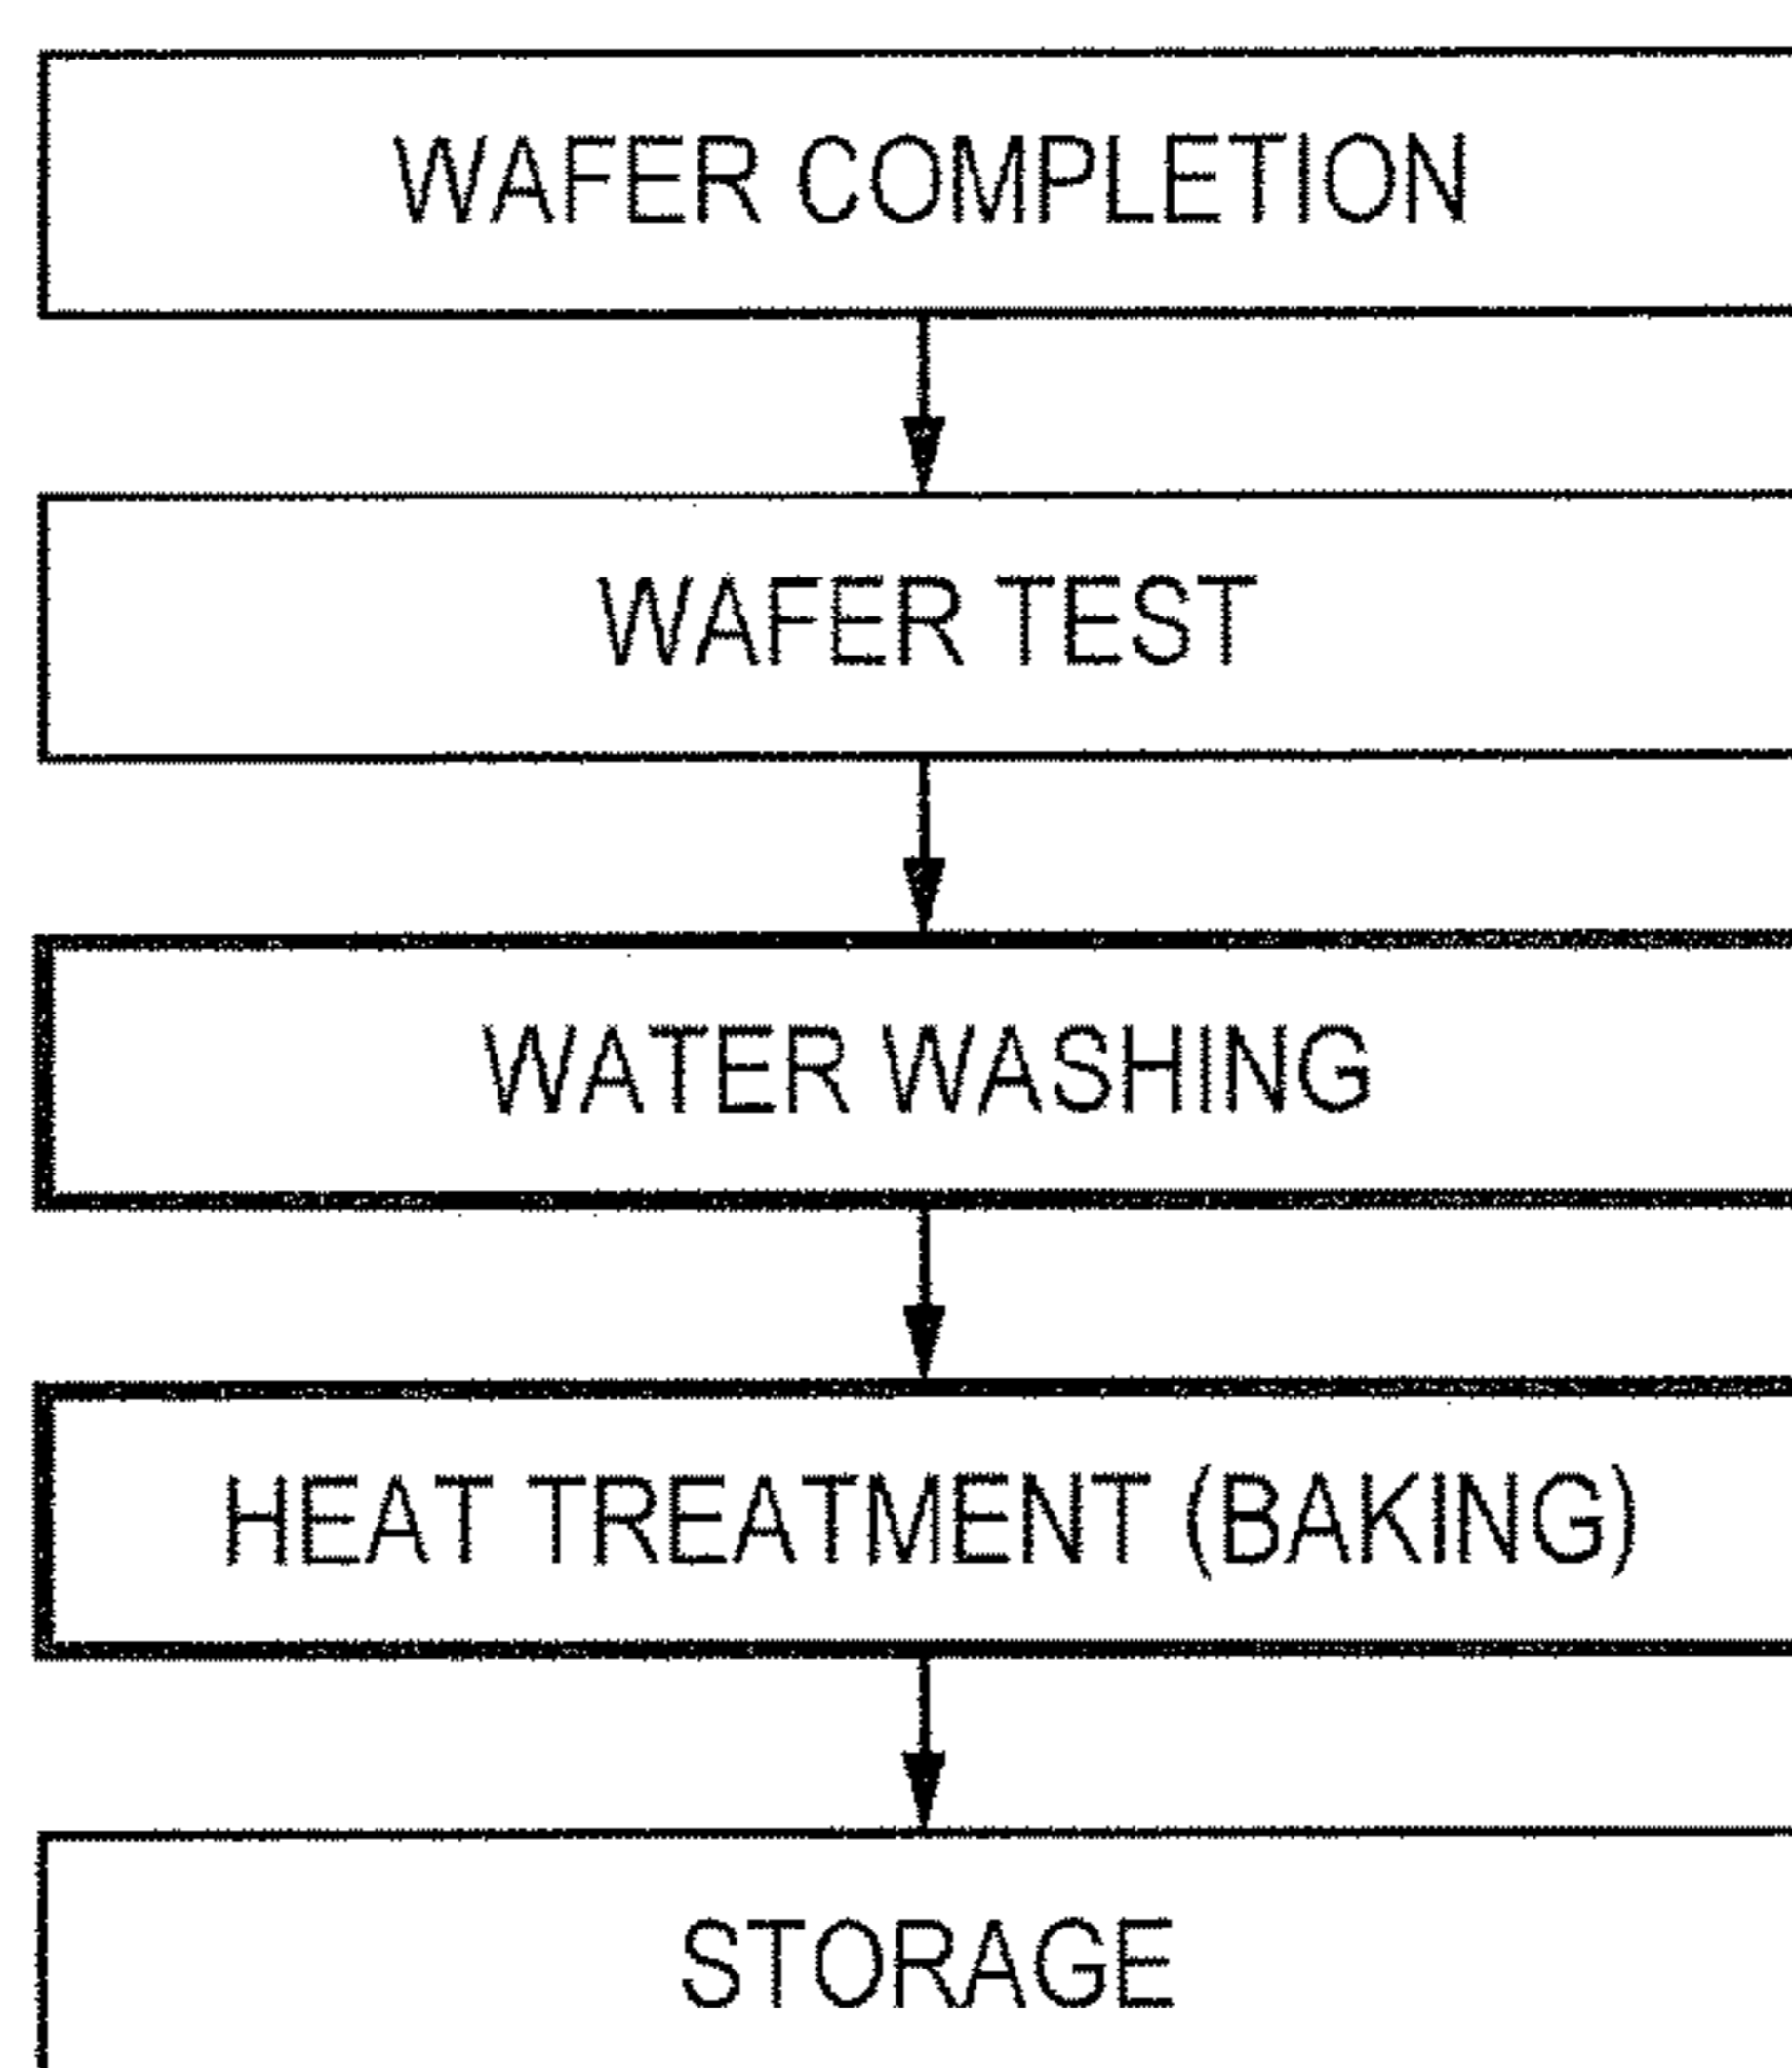 WAFER COMPLETION
WAFER TEST
WATER WASHING
HEAT TREATMENT (BAKING)
STORAGE